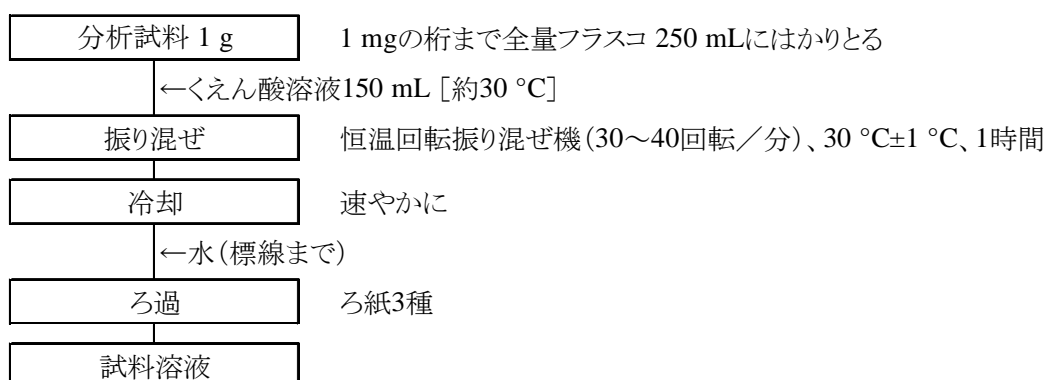 分析試料 1 g 1 mgの桁まで全量フラスコ 250 mLにはかりとる
←くえん酸溶液150 mL [約30 °C]
振り混ぜ 恒温回転振り混ぜ機(30～40回転／分)、30 °C±1 °C、1時間
冷却 速やかに
←水(標線まで)
ろ過 ろ紙3種
試料溶液